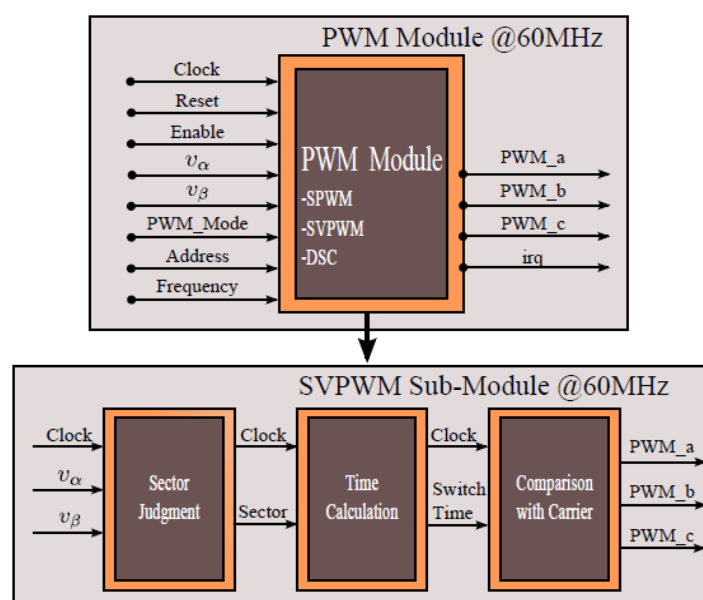 PWM Module @60MHz
Clock
Reset
Enable
vα
vβ
PWM_Mode
Address
Frequency
PWM Module
-SPWM
-SVPWM
-DSC
PWM_a
PWM_b
PWM_c
irq
SVPWM Sub-Module @60MHz
Clock
vα
vβ
Sector
Judgment
Clock
Sector
Time
Calculation
Clock
Switch
Time
Comparison
with Carrier
PWM_a
PWM_b
PWM_c